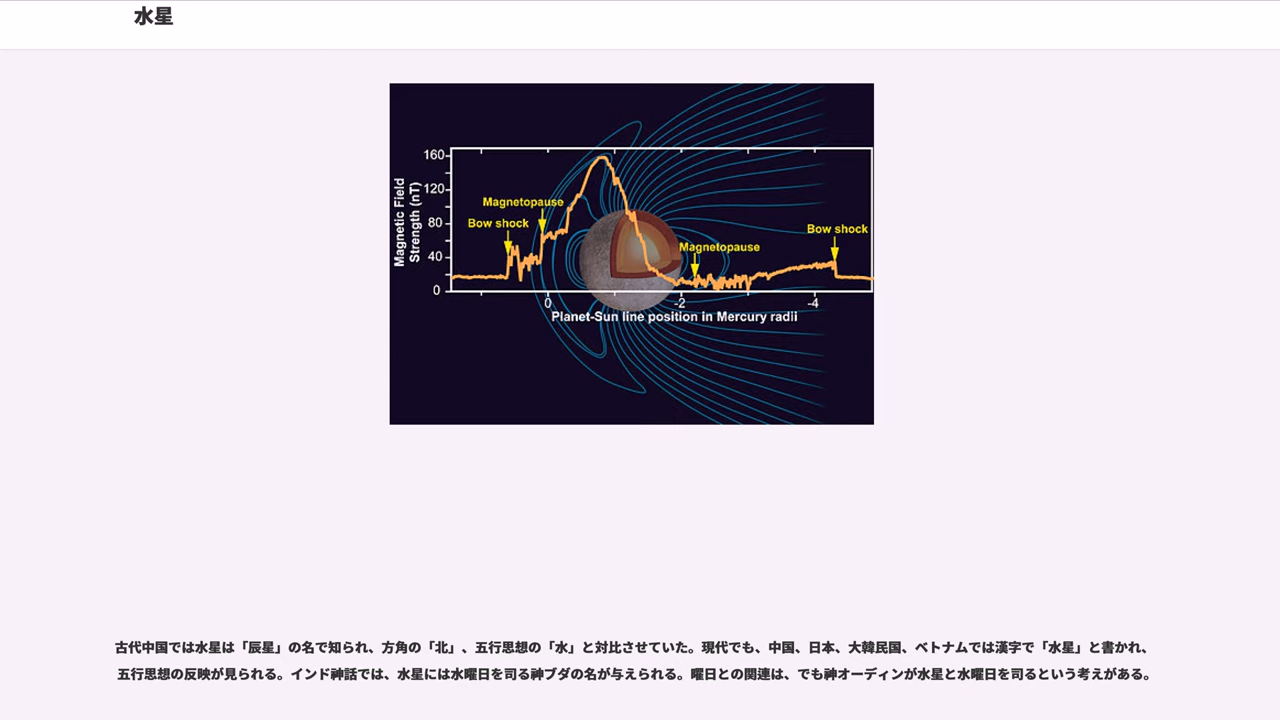 水星
160
120
80
40
0
Magnetic Field
Strength (nT)
Magnetopause
Bow shock
Magnetopause
Bow shock
0
-2
-4
Planet-Sun line position in Mercury radii
古代中国では水星は「辰星」の名で知られ、方角の「北」、五行思想の「水」と対比させていた。現代でも、中国、日本、大韓民国、ベトナムでは漢字で「水星」と書かれ、
五行思想の反映が見られる。インド神話では、水星には水曜日を司る神ブダの名が与えられる。曜日との関連は、でも神オーディンが水星と水曜日を司るという考えがある。